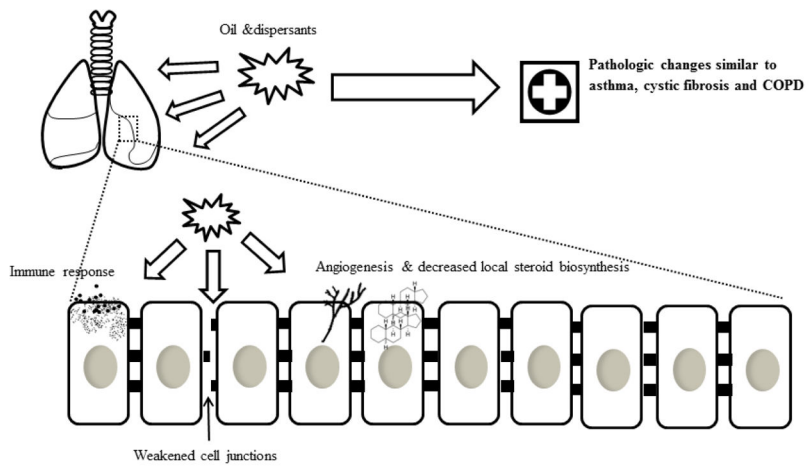 Oil &dispersants
Pathologic changes similar to
asthma, cystic fibrosis and COPD
Immune response
Angiogenesis & decreased local steroid biosynthesis
H
H
H
H
H
H
H
H
Weakened cell junctions